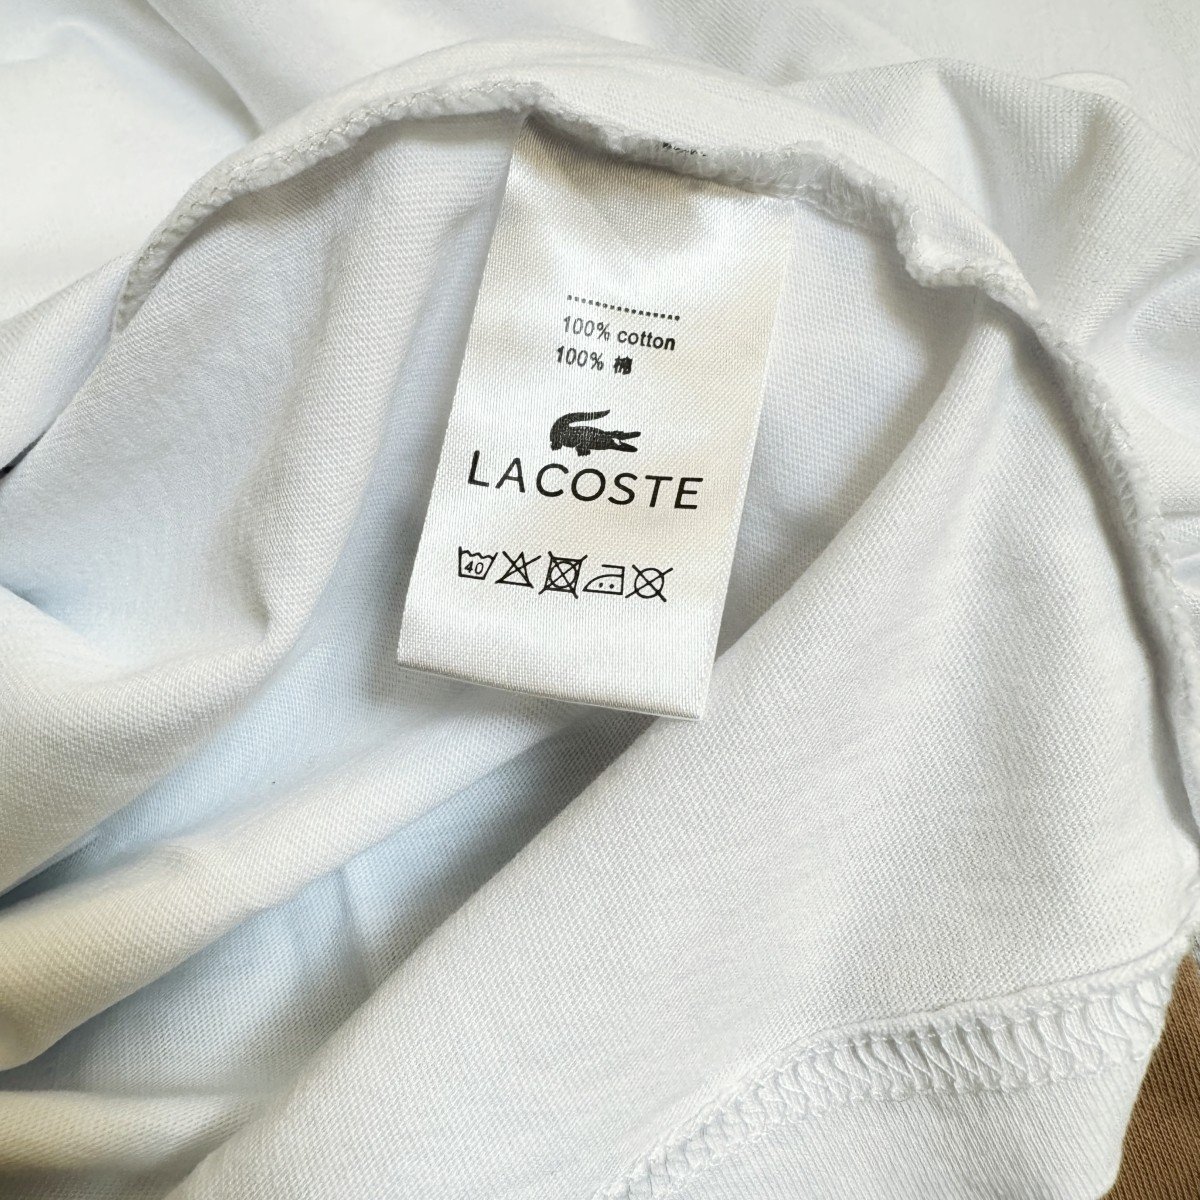 100% cotton
100% 棉
LACOSTE
40